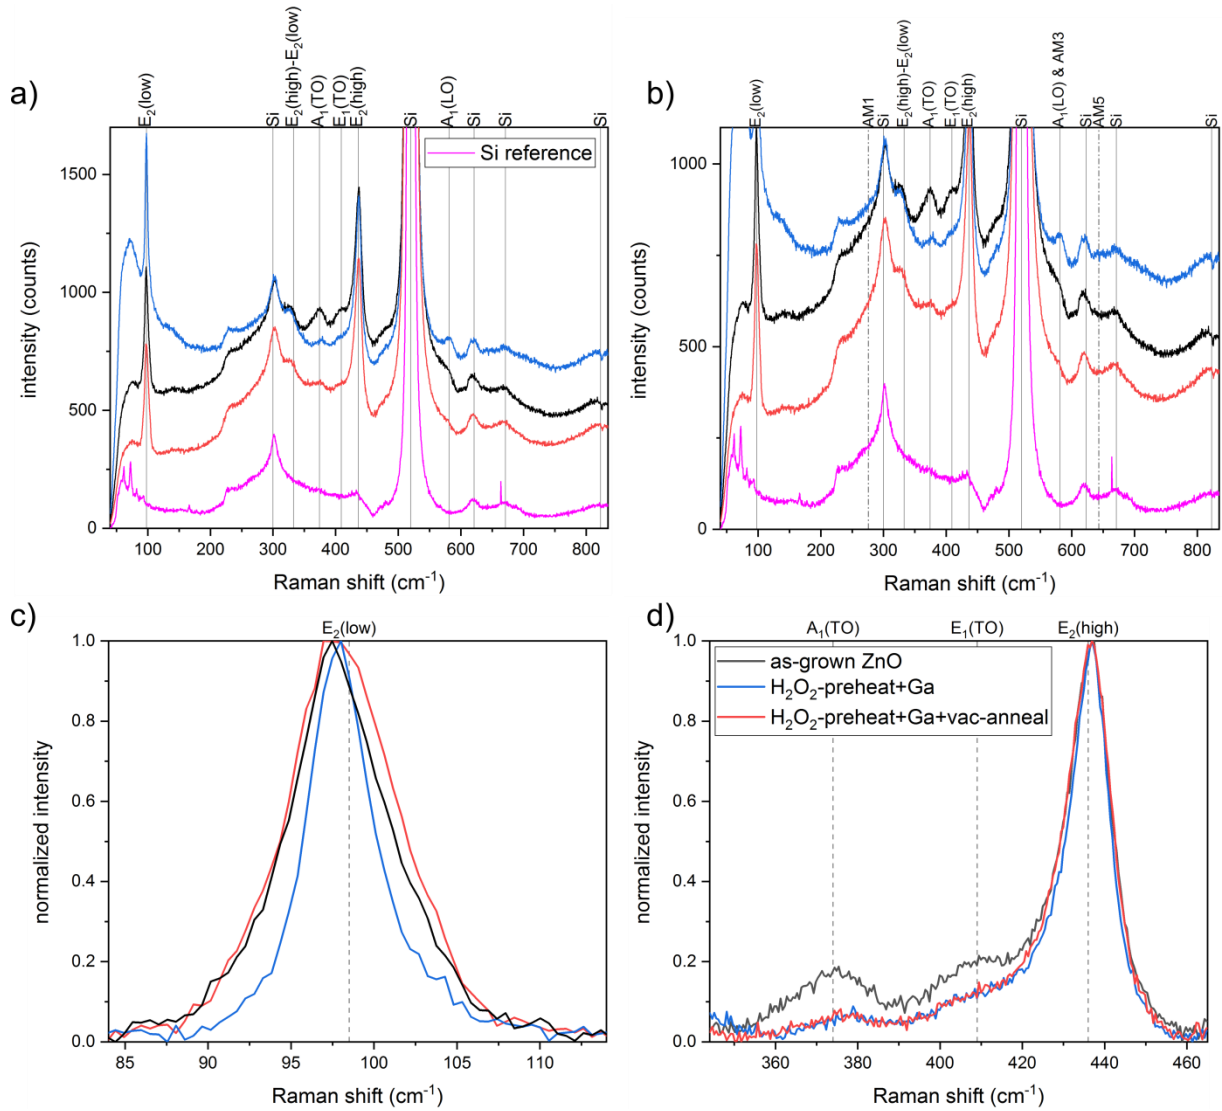 a)
E₂(low)
Si
E₂(high)-E₂(low)
A₁(TO)
E₁(TO)
E₂(high)
Si
A₁(LO)
Si
Si
Si
Si reference
intensity (counts)
1500
1000
500
0
100 200 300 400 500 600 700 800
Raman shift (cm⁻¹)
b)
E₂(low)
AM1
Si
E₂(high)-E₂(low)
A₁(TO)
E₁(TO)
E₂(high)
Si
A₁(LO) & AM3
Si
AM5
Si
Si
intensity (counts)
1000
500
0
100 200 300 400 500 600 700 800
Raman shift (cm⁻¹)
c)
E₂(low)
normalized intensity
1.0
0.8
0.6
0.4
0.2
0.0
85 90 95 100 105 110
Raman shift (cm⁻¹)
d)
A₁(TO) E₁(TO) E₂(high)
as-grown ZnO
H₂O₂-preheat+Ga
H₂O₂-preheat+Ga+vac-anneal
normalized intensity
1.0
0.8
0.6
0.4
0.2
0.0
360 380 400 420 440 460
Raman shift (cm⁻¹)